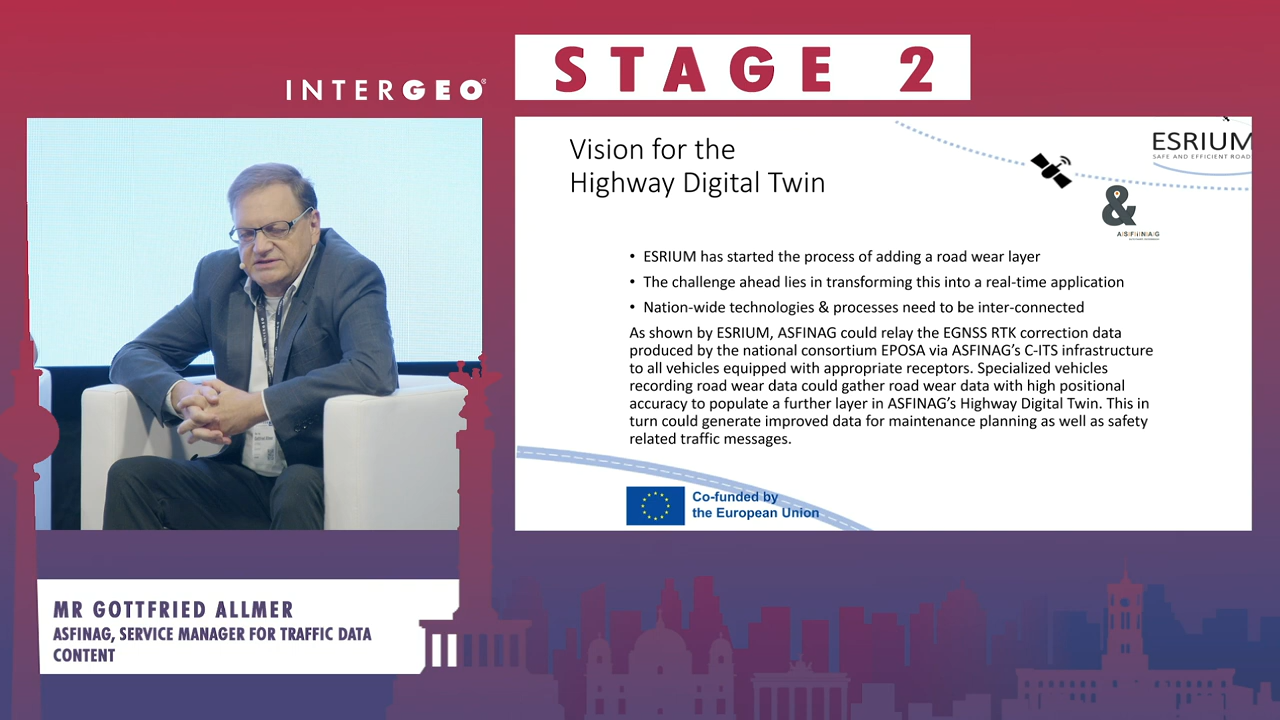 STAGE 2
INTERGEO®
Vision for the
Highway Digital Twin
ESRIUM
SAFE AND EFFICIENT ROAD
&
ASFINAG
• ESRIUM has started the process of adding a road wear layer
• The challenge ahead lies in transforming this into a real-time application
• Nation-wide technologies & processes need to be inter-connected
As shown by ESRIUM, ASFINAG could relay the EGNSS RTK correction data
produced by the national consortium EPOSA via ASFINAG’s C-ITS infrastructure
to all vehicles equipped with appropriate receptors. Specialized vehicles
recording road wear data could gather road wear data with high positional
accuracy to populate a further layer in ASFINAG’s Highway Digital Twin. This in
turn could generate improved data for maintenance planning as well as safety
related traffic messages.
Co-funded by
the European Union
MR GOTTFRIED ALLMER
ASFINAG, SERVICE MANAGER FOR TRAFFIC DATA
CONTENT